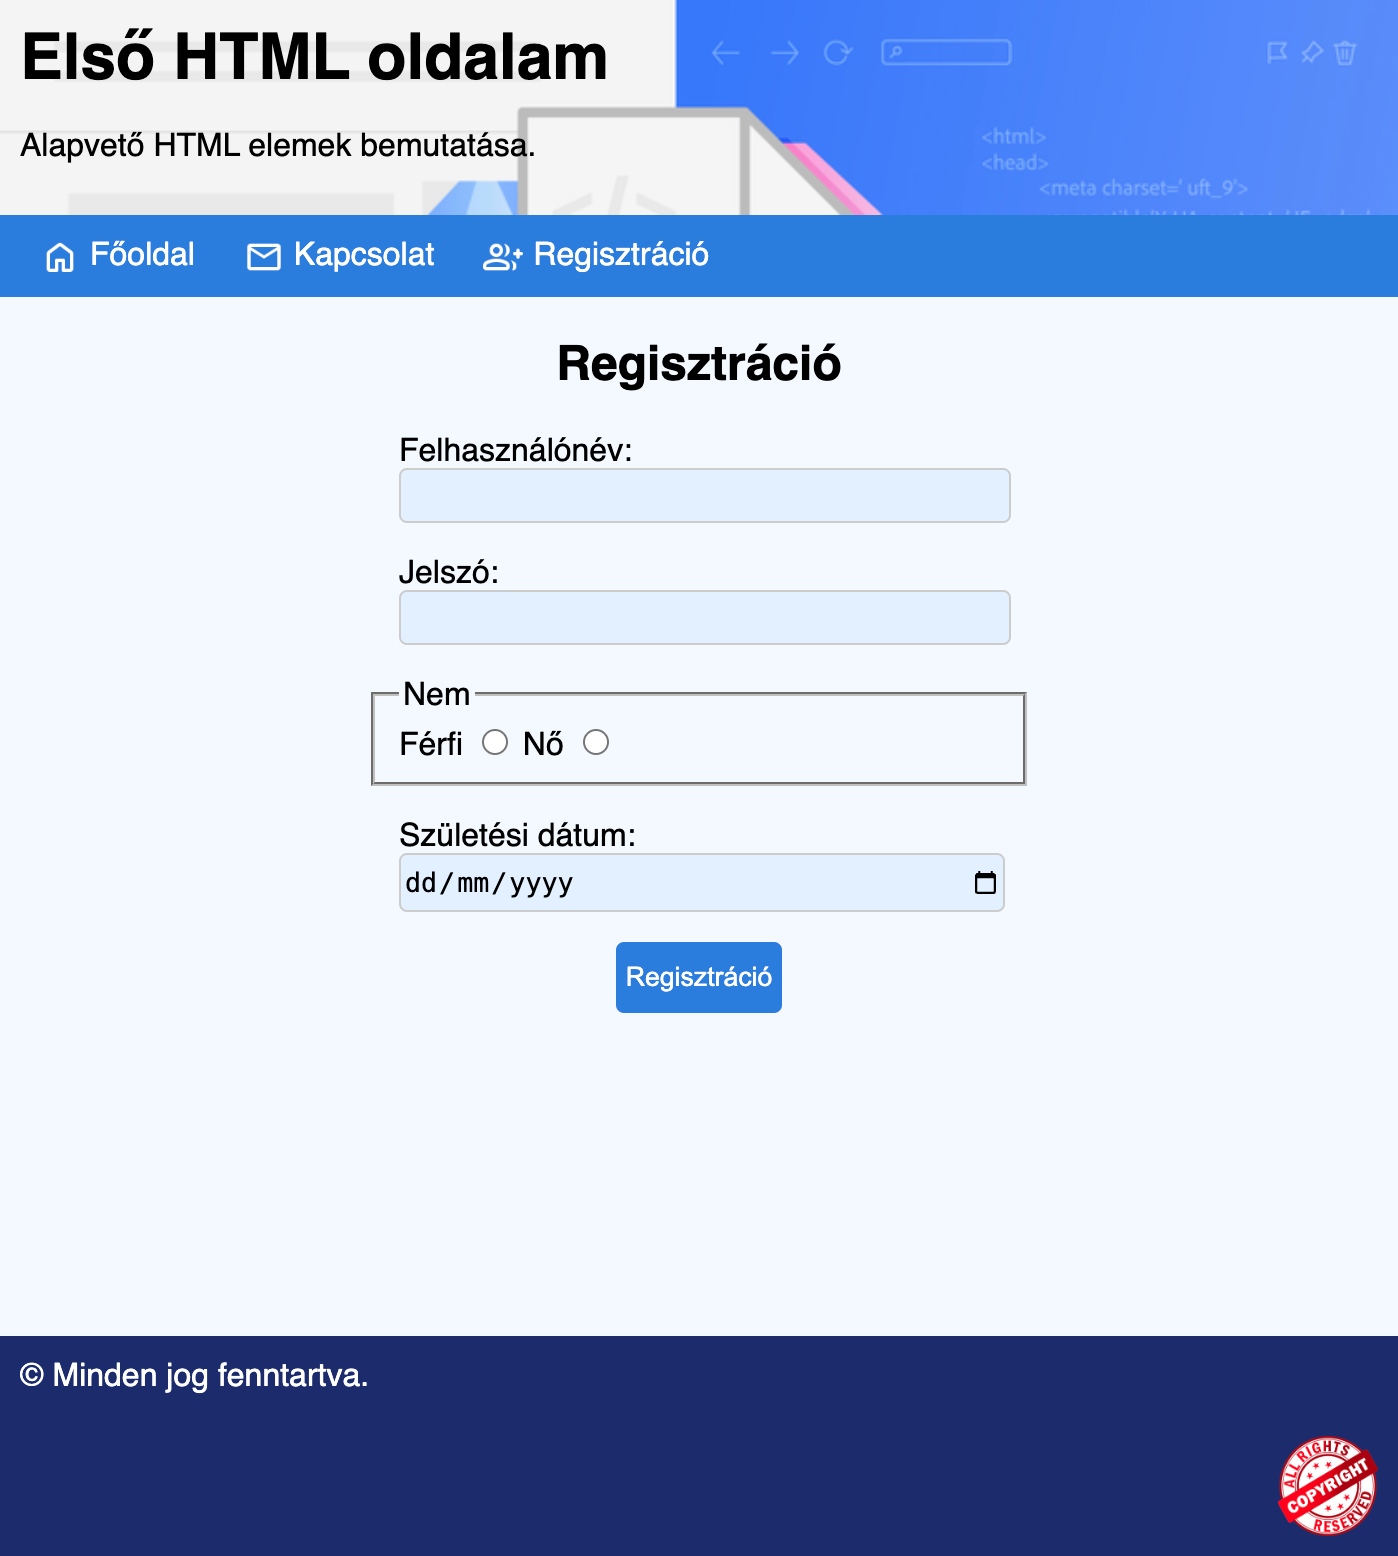 Első HTML oldalam
Alapvető HTML elemek bemutatása.
<html>
<head>
<meta charset=' uft_9'>
</>
Főoldal Kapcsolat Regisztráció
Regisztráció
Felhasználónév:
Jelszó:
Nem
Férfi Nő
Születési dátum:
dd/mm/yyyy
Regisztráció
© Minden jog fenntartva.
ALL RIGHTS
COPYRIGHT
RESERVED